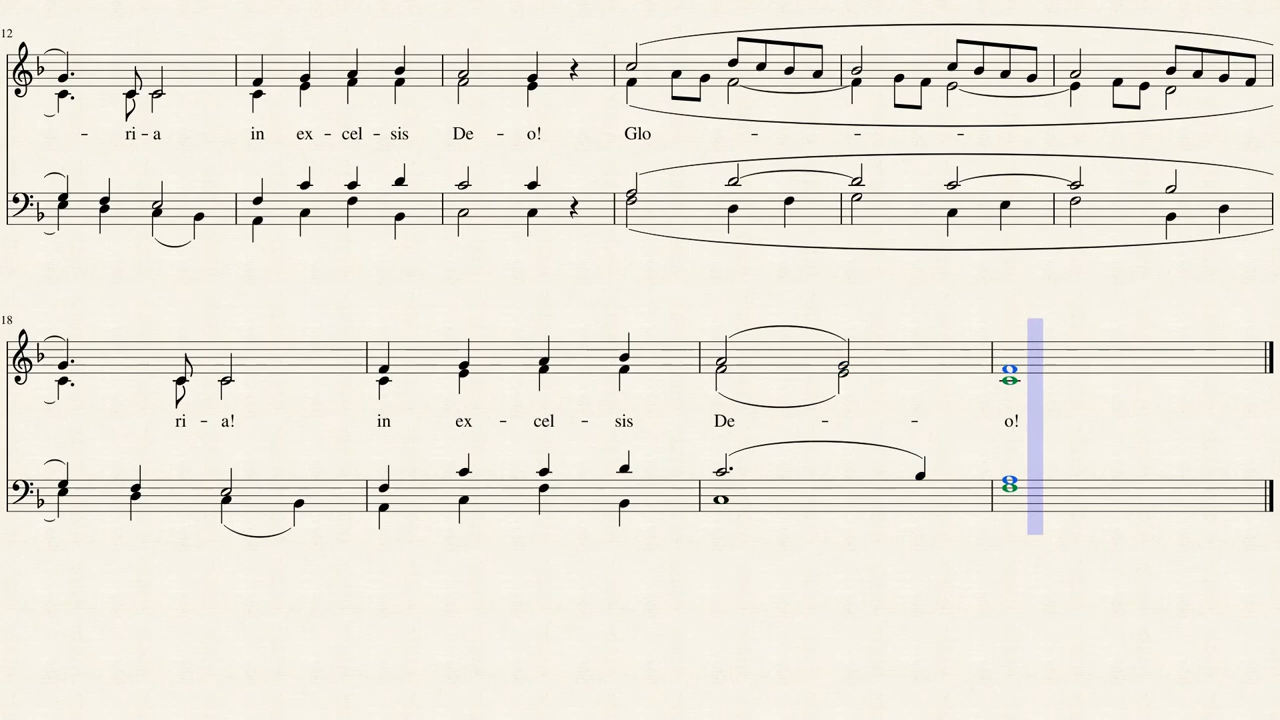 12
- ri - a in ex - cel - sis De - o! Glo - - -
18
ri - a! in ex - cel - sis De - - o!